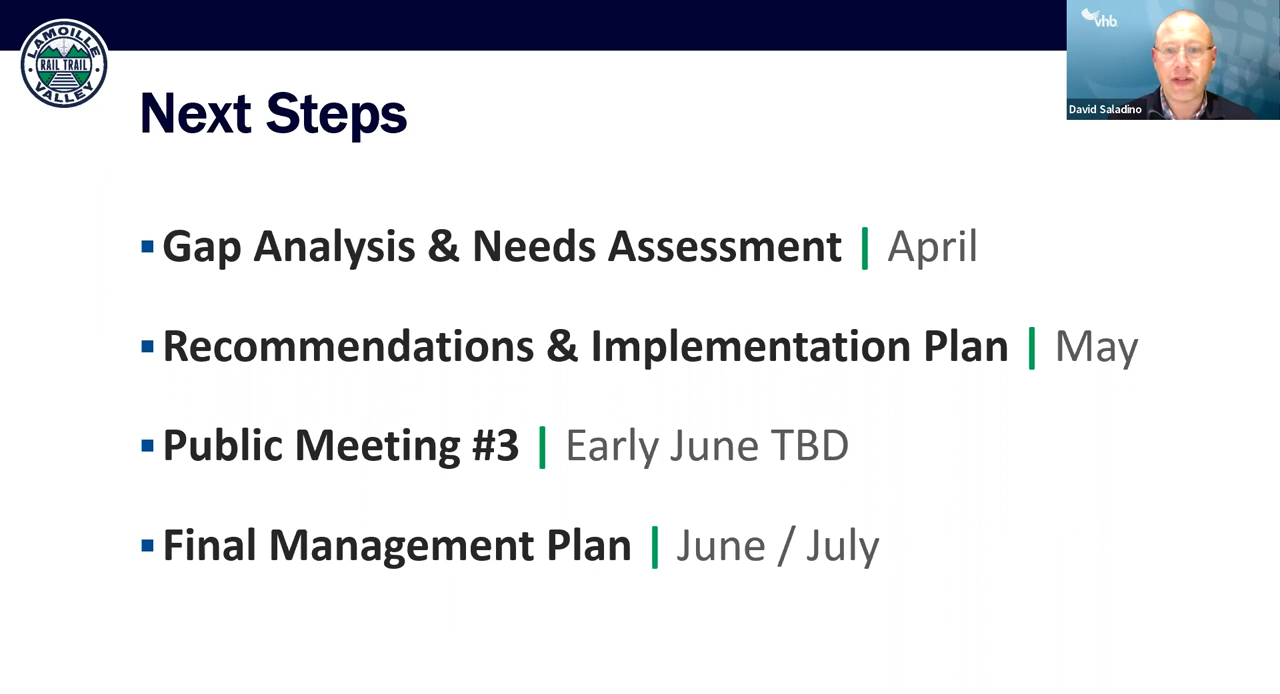 LAMOILLE
RAIL TRAIL
VALLEY
vhb
David Saladino
Next Steps
▪ Gap Analysis & Needs Assessment | April
▪ Recommendations & Implementation Plan | May
▪ Public Meeting #3 | Early June TBD
▪ Final Management Plan | June / July